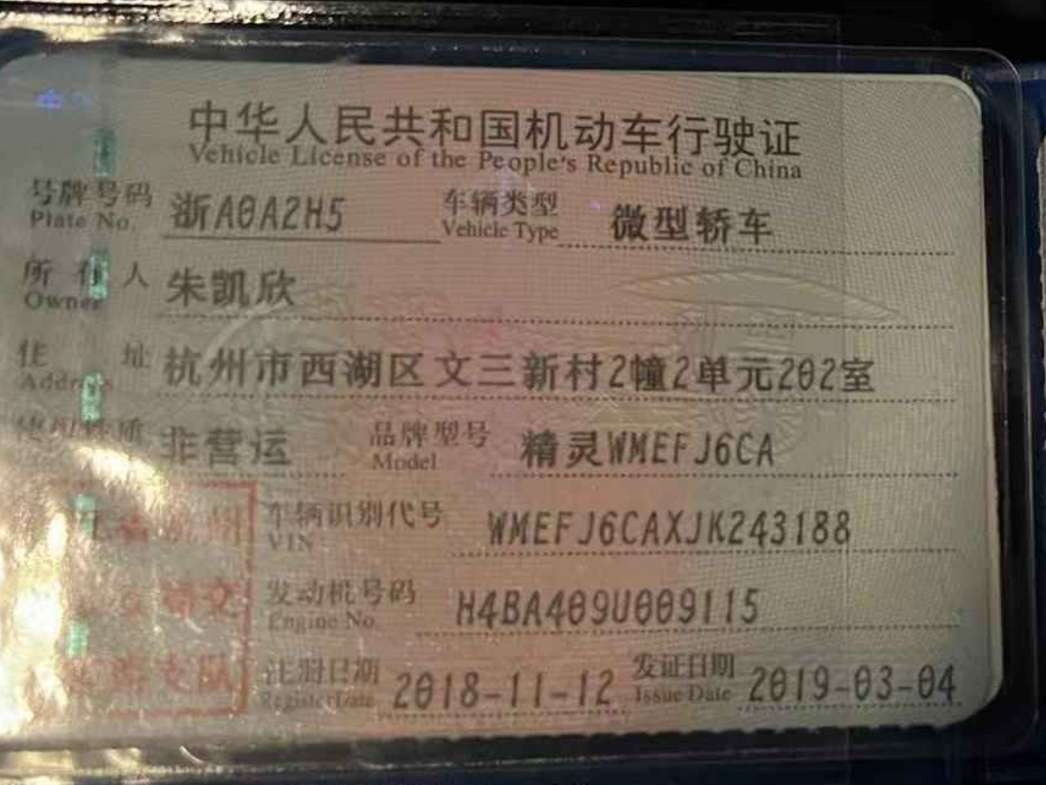 中华人民共和国机动车行驶证
Vehicle License of the People's Republic of China
号牌号码 浙A0A2H5 车辆类型 微型轿车
Plate No. Vehicle Type
所有人 朱凯欣
Owner
住址 杭州市西湖区文三新村2幢2单元202室
Address
使用性质 非营运 品牌型号 精灵WMEFJ6CA
Model
车辆识别代号 WMEFJ6CAXJK243188
VIN
发动机号码 H4BA409U009115
Engine No.
注册日期 2018-11-12 发证日期 2019-03-04
Register Date Issue Date
支队